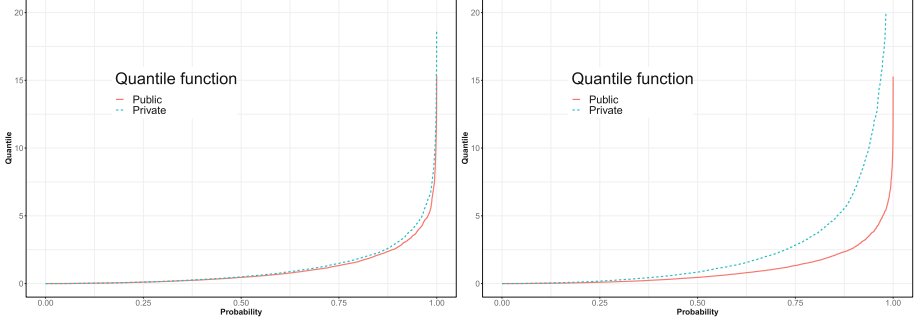 20
15
10
5
0
Quantile
Quantile function
Public
Private
0.00 0.25 0.50 0.75 1.00
Probability
20
15
10
5
0
Quantile
Quantile function
Public
Private
0.00 0.25 0.50 0.75 1.00
Probability